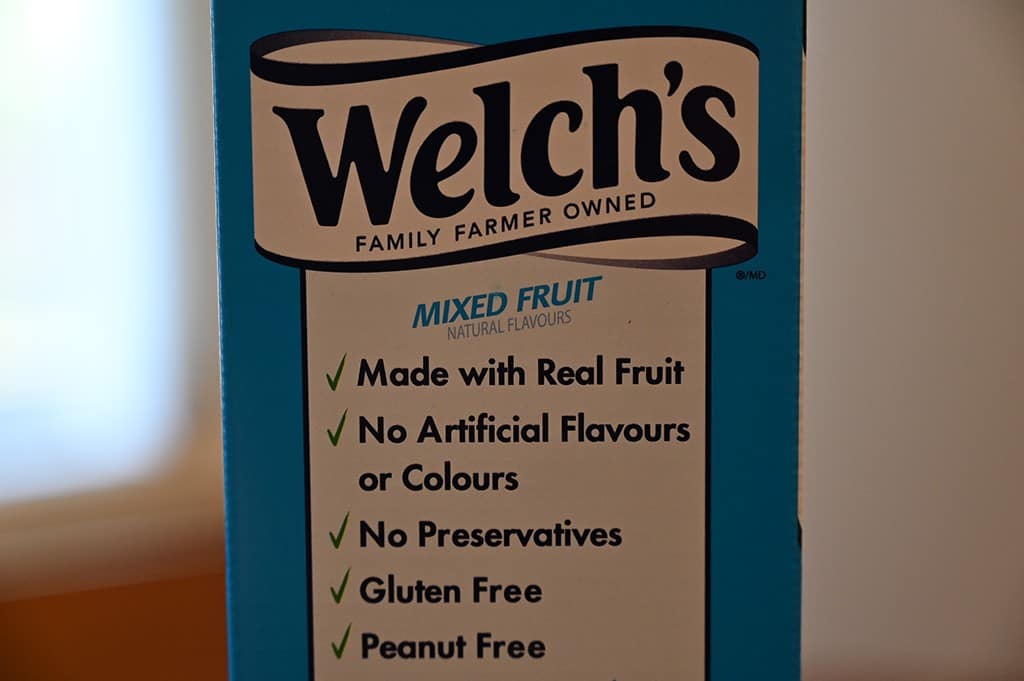 Welch's
FAMILY FARMER OWNED
®/MD
MIXED FRUIT
NATURAL FLAVOURS
✓ Made with Real Fruit
✓ No Artificial Flavours
or Colours
✓ No Preservatives
✓ Gluten Free
✓ Peanut Free